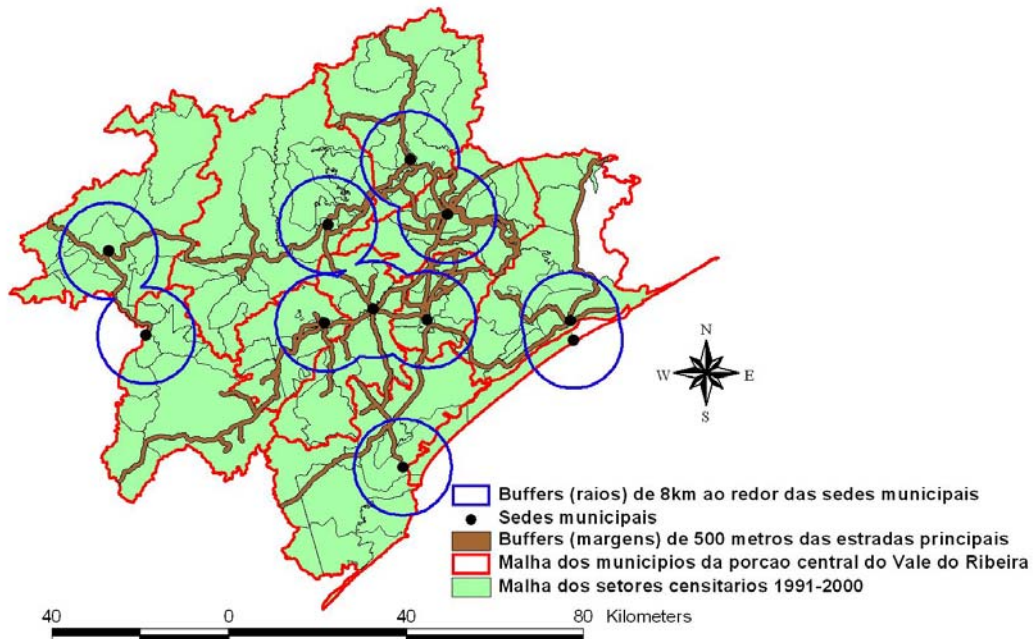 N
W E
S
Buffers (raios) de 8km ao redor das sedes municipais
Sedes municipais
Buffers (margens) de 500 metros das estradas principais
Malha dos municipios da porcao central do Vale do Ribeira
Malha dos setores censitarios 1991-2000
40 0 40 80 Kilometers